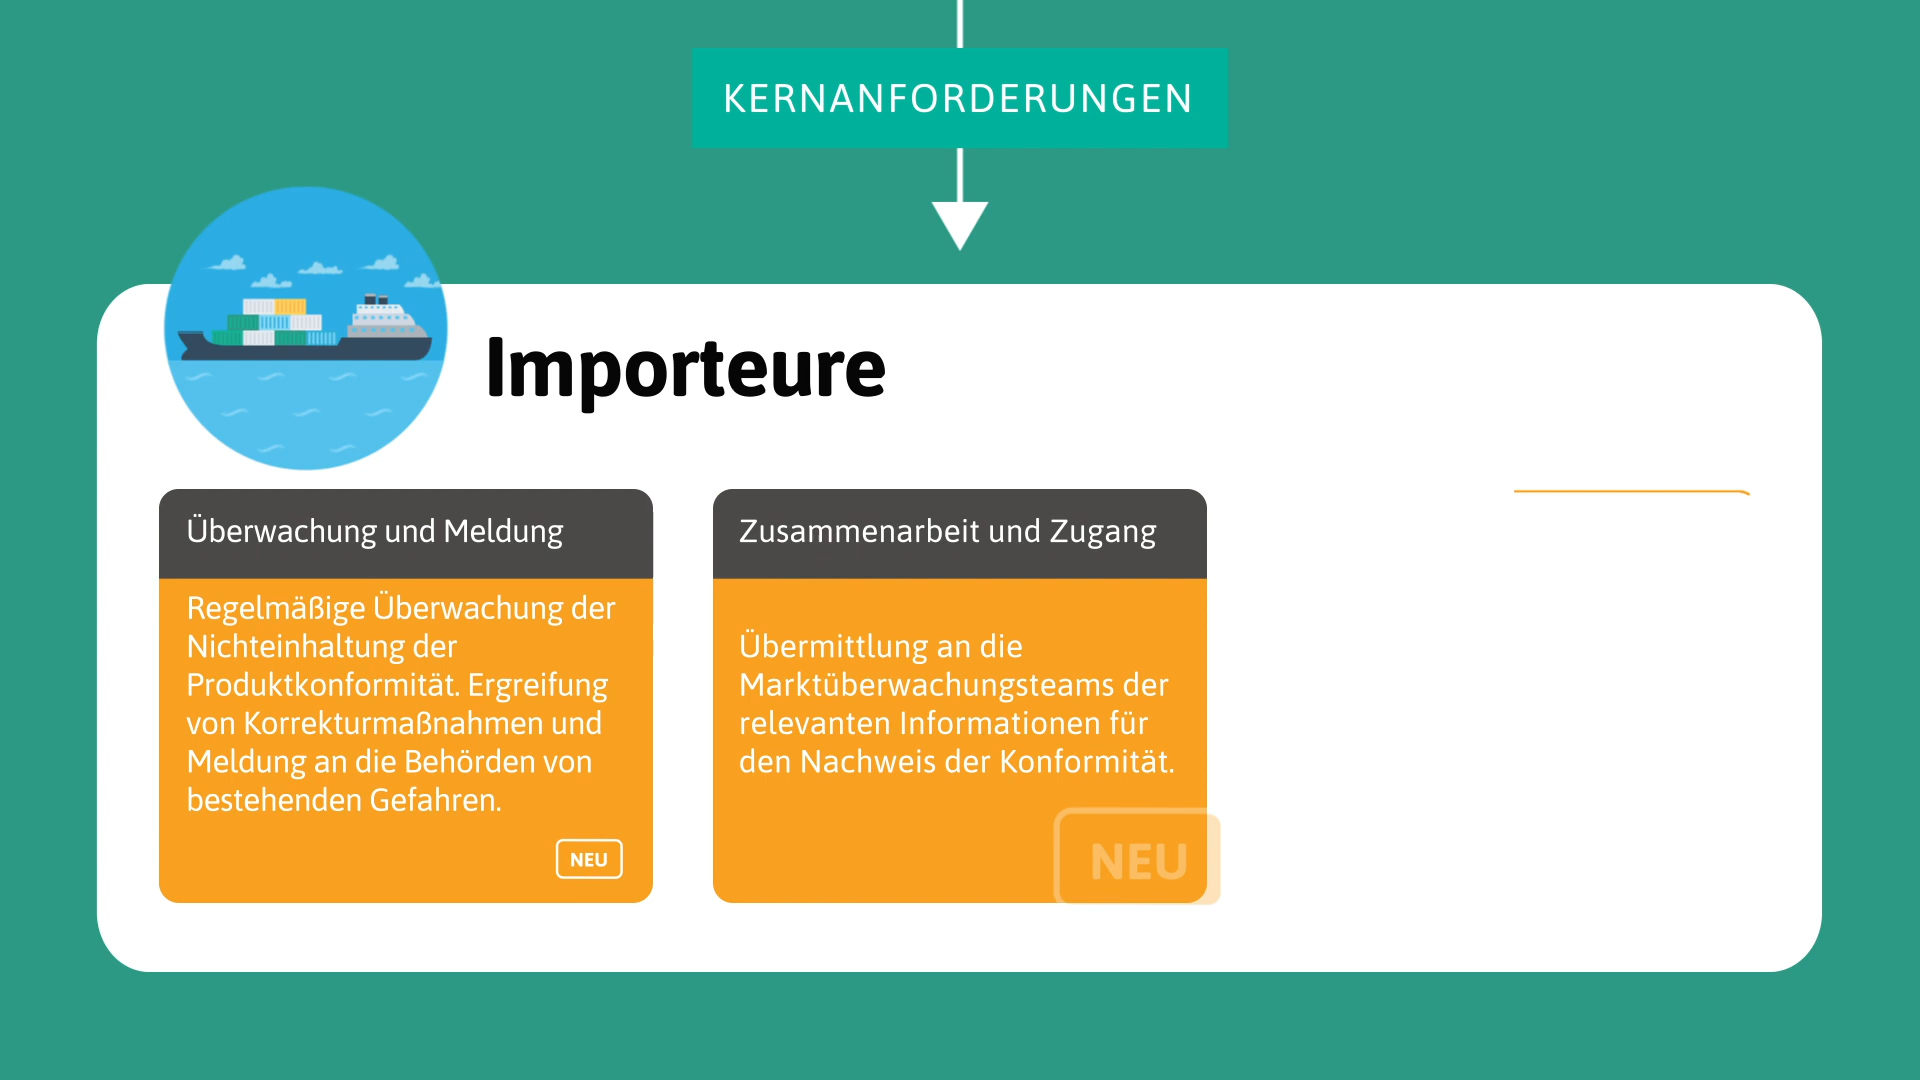 KERNANFORDERUNGEN
Importeure
Überwachung und Meldung
Regelmäßige Überwachung der
Nichteinhaltung der
Produktkonformität. Ergreifung
von Korrekturmaßnahmen und
Meldung an die Behörden von
bestehenden Gefahren.
NEU
Zusammenarbeit und Zugang
Übermittlung an die
Marktüberwachungsteams der
relevanten Informationen für
den Nachweis der Konformität.
NEU